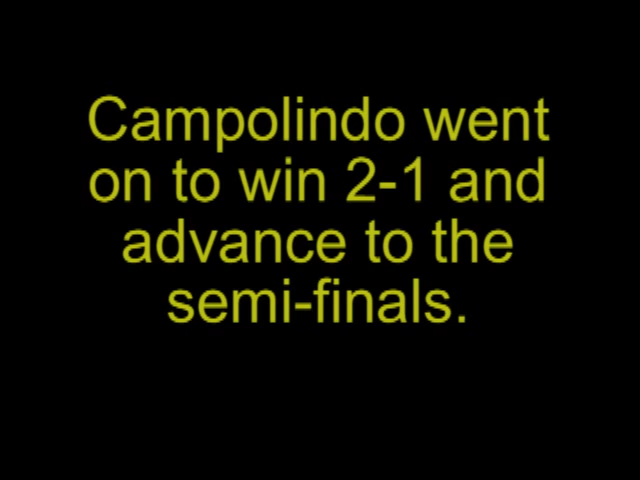 Campolindo went
on to win 2-1 and
advance to the
semi-finals.